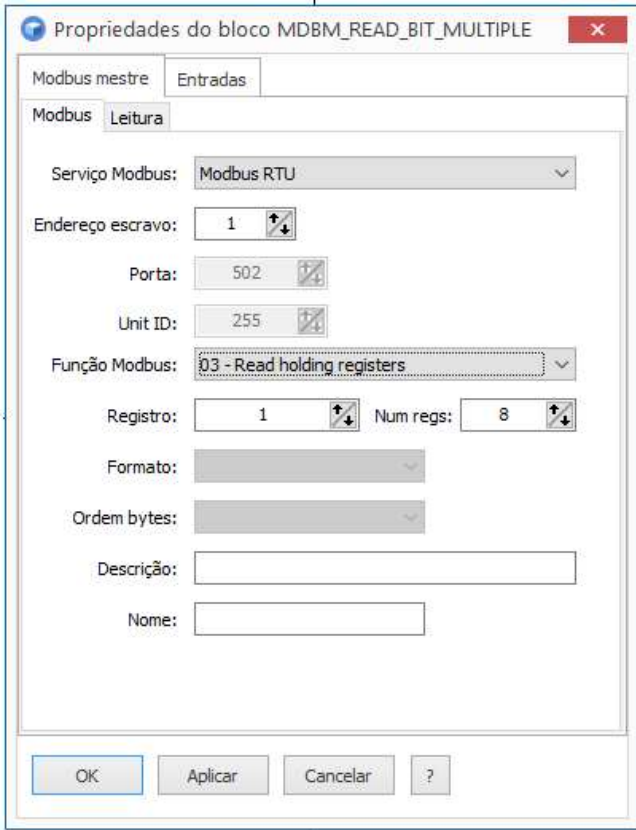 Propriedades do bloco MDBM_READ_BIT_MULTIPLE
Modbus mestre Entradas
Modbus Leitura
Serviço Modbus: Modbus RTU
Endereço escravo: 1
Porta: 502
Unit ID: 255
Função Modbus: 03 - Read holding registers
Registro: 1 Num regs: 8
Formato:
Ordem bytes:
Descrição:
Nome:
OK Aplicar Cancelar ?